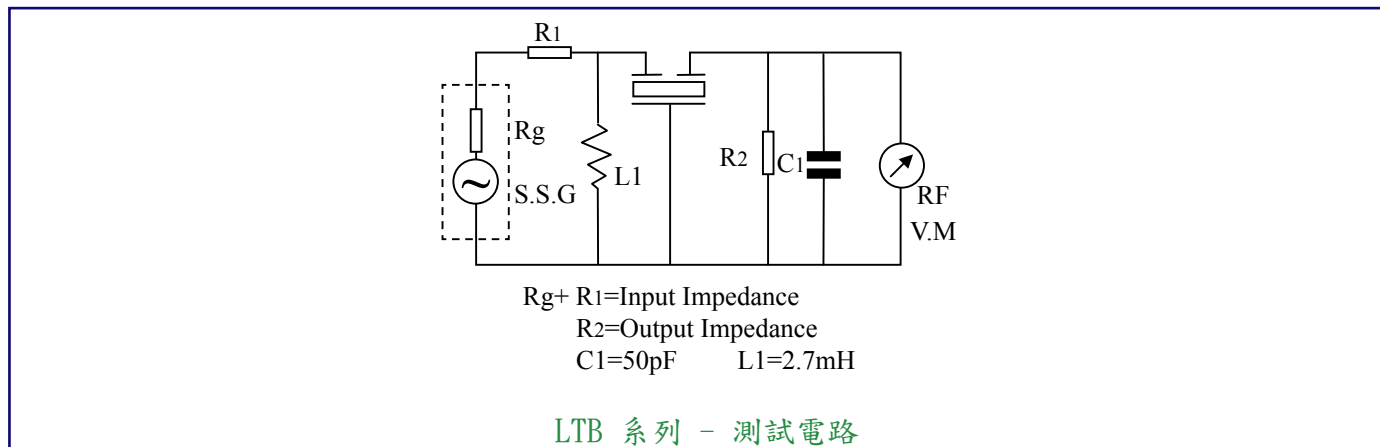 R1
Rg
S.S.G
L1
R2
C1
RF
V.M
Rg+ R1=Input Impedance
R2=Output Impedance
C1=50pF L1=2.7mH
LTB 系列 - 測試電路